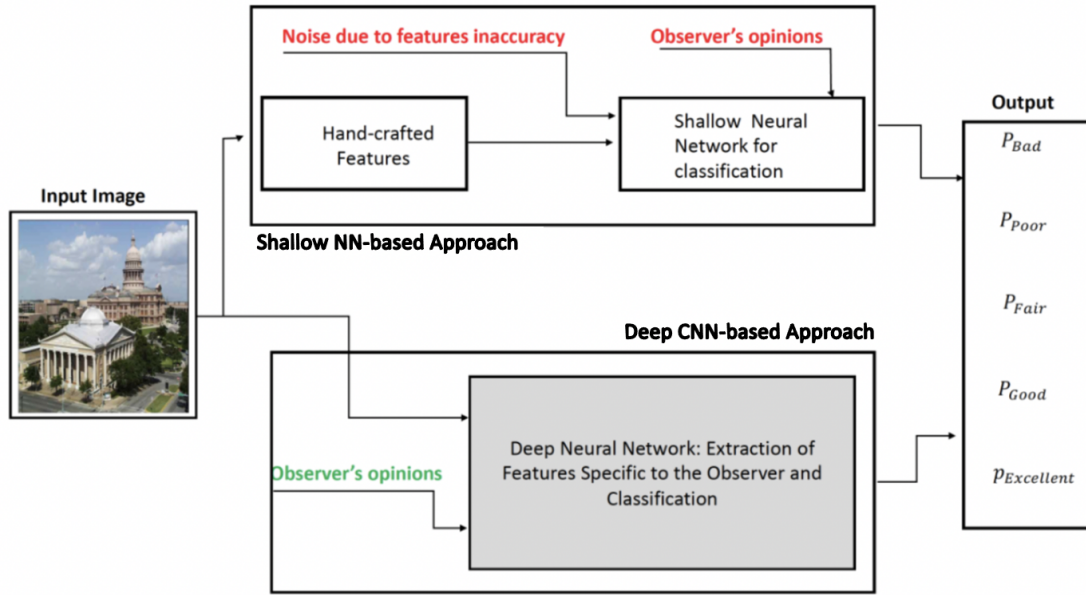 Noise due to features inaccuracy
Observer's opinions
Hand-crafted
Features
Shallow Neural
Network for
classification
Shallow NN-based Approach
Input Image
Deep CNN-based Approach
Observer's opinions
Deep Neural Network: Extraction of
Features Specific to the Observer and
Classification
Output
P_Bad
P_Poor
P_Fair
P_Good
p_Excellent